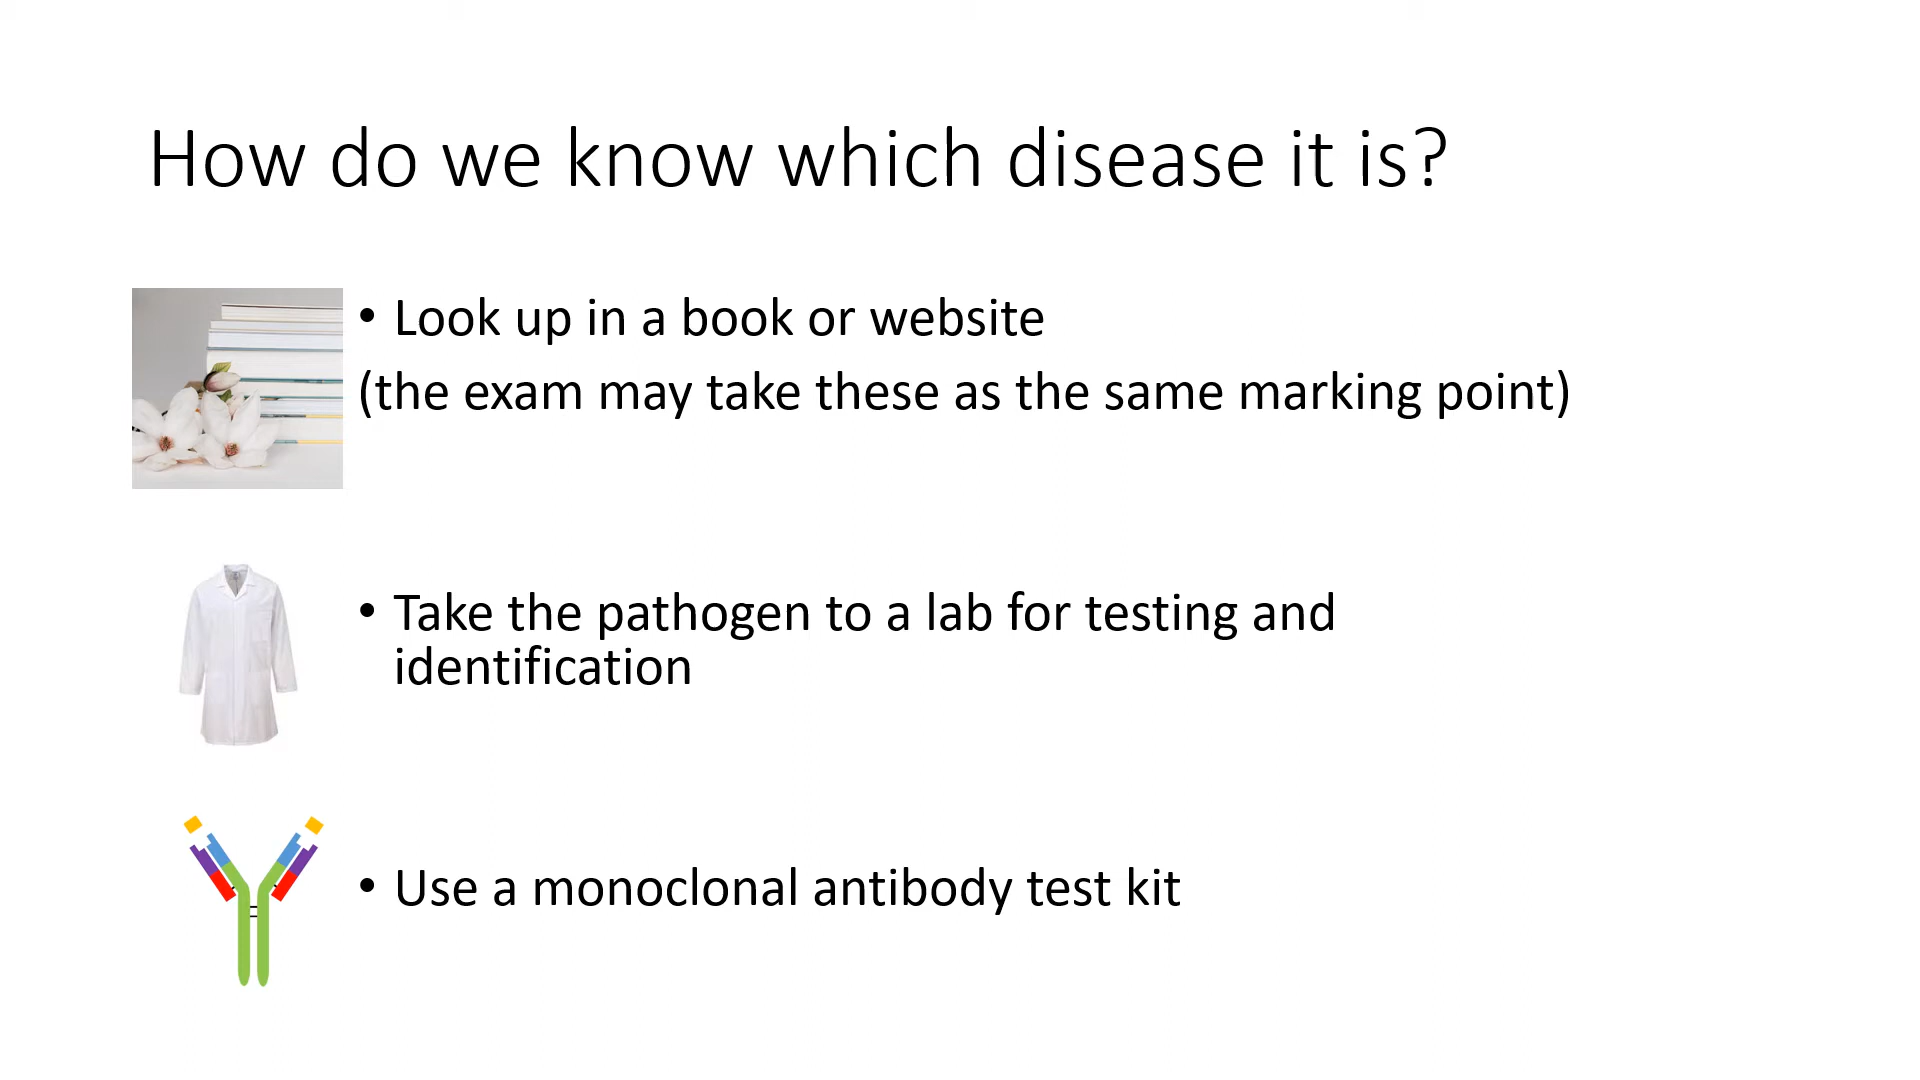 How do we know which disease it is?
• Look up in a book or website
(the exam may take these as the same marking point)
• Take the pathogen to a lab for testing and
identification
• Use a monoclonal antibody test kit